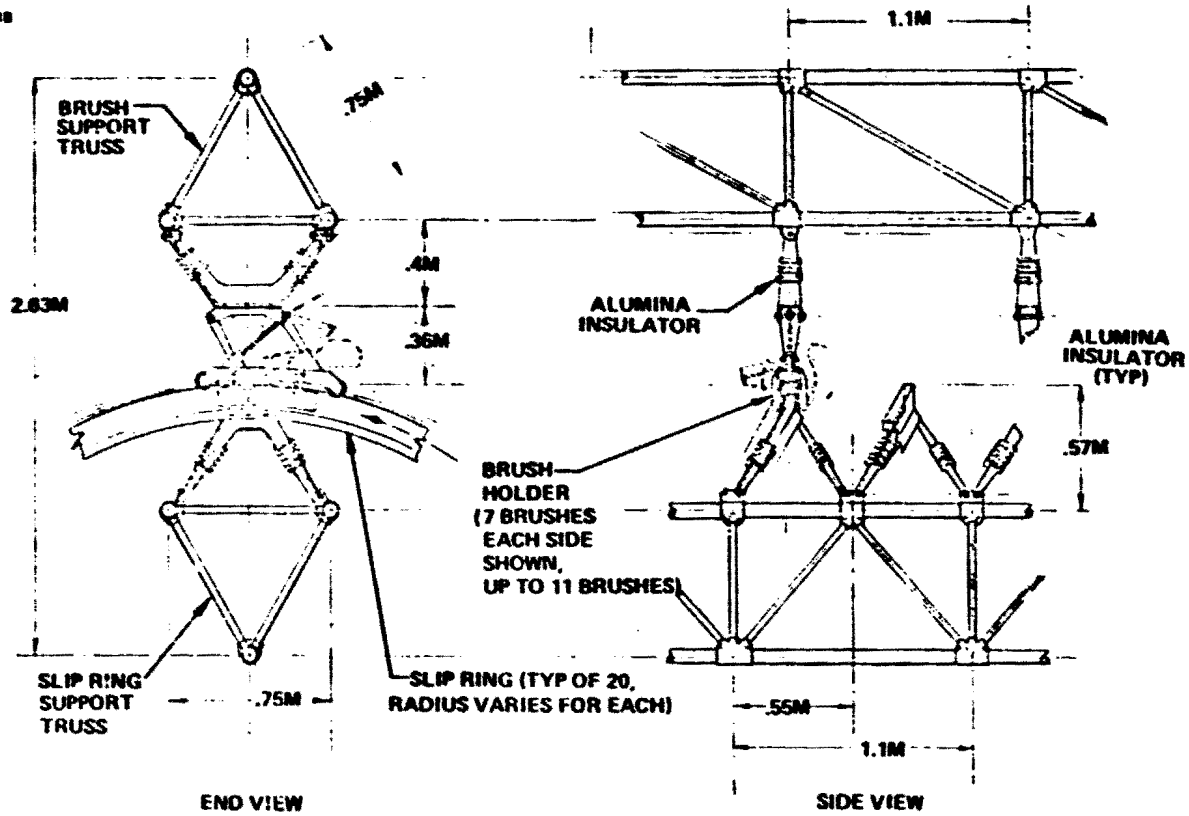 1.1M
.75M
BRUSH
SUPPORT
TRUSS
.4M
2.63M
.36M
ALUMINA
INSULATOR
ALUMINA
INSULATOR
(TYP)
.57M
BRUSH
HOLDER
(7 BRUSHES
EACH SIDE
SHOWN,
UP TO 11 BRUSHES)
SLIP RING
SUPPORT
TRUSS
.75M
SLIP RING (TYP OF 20,
RADIUS VARIES FOR EACH)
.55M
1.1M
END VIEW
SIDE VIEW